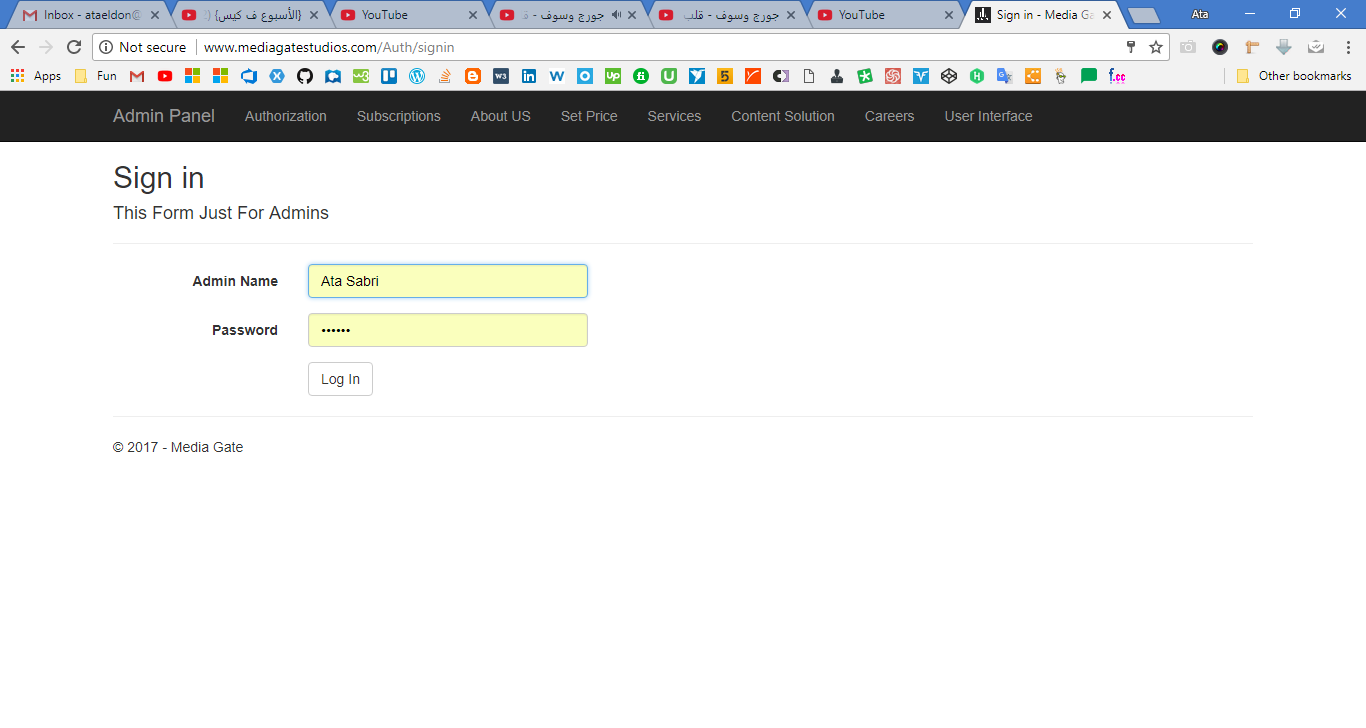 Inbox - ataeldon@
{الأسبوع ف كيس}
YouTube
جورج وسوف - ق
جورج وسوف - قلب
YouTube
Sign in - Media Ga
Ata
Not secure
www.mediagatestudios.com/Auth/signin
Apps
Fun
Other bookmarks
Admin Panel
Authorization
Subscriptions
About US
Set Price
Services
Content Solution
Careers
User Interface
Sign in
This Form Just For Admins
Admin Name
Ata Sabri
Password
••••••
Log In
© 2017 - Media Gate